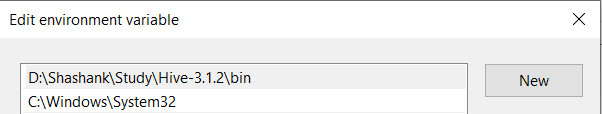 Edit environment variable
D:\Shashank\Study\Hive-3.1.2\bin
New
C:\Windows\System32